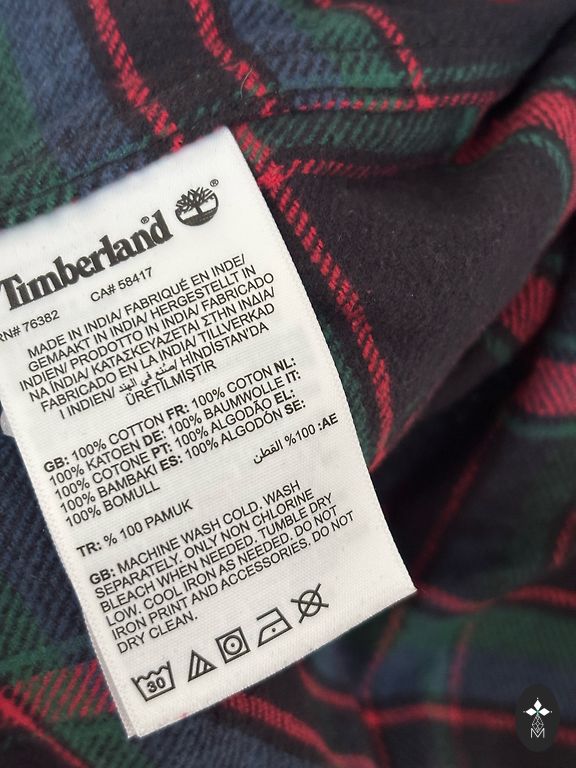 Timberland®
RN# 76382 CA# 58417
MADE IN INDIA/ FABRIQUÉ EN INDE/
GEMAAKT IN INDIA/ HERGESTELLT IN
INDIEN/ PRODOTTO IN INDIA/ FABRICADO
NA INDIA/ ΚΑΤΑΣΚΕΥΑΖΕΤΑΙ ΣΤΗΝ ΙΝΔΙΑ/
FABRICADO EN LA INDIA/ TILLVERKAD
I INDIEN/ صنع في الهند/ HİNDİSTAN'DA
ÜRETİLMİŞTİR
GB: 100% COTTON FR: 100% COTON NL:
100% KATOEN DE: 100% BAUMWOLLE IT:
100% COTONE PT: 100% ALGODÃO EL:
100% BAMBAKI ES: 100% ALGODÓN SE:
100% BOMULL
AE: 100% القطن
TR: % 100 PAMUK
GB: MACHINE WASH COLD. WASH
SEPARATELY. ONLY NON CHLORINE
BLEACH WHEN NEEDED. TUMBLE DRY
LOW. COOL IRON AS NEEDED. DO NOT
IRON PRINT AND ACCESSORIES. DO NOT
DRY CLEAN.
30
M